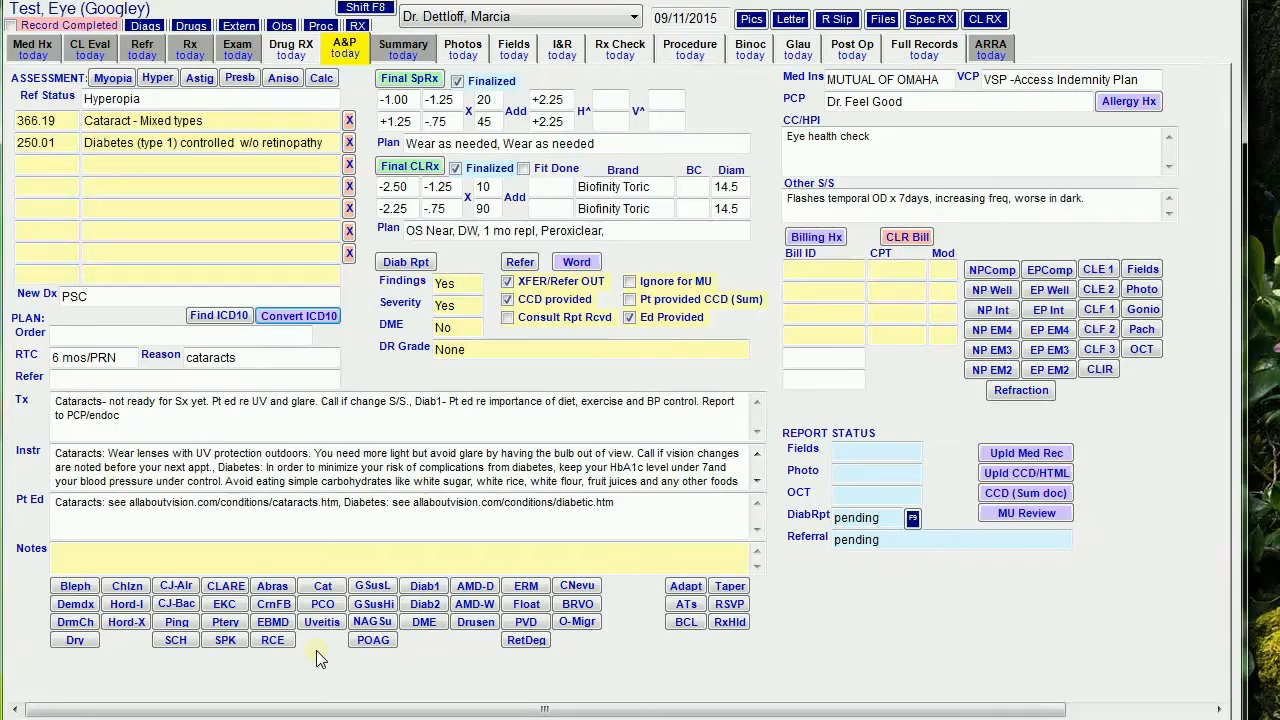 Test, Eye (Googley)
Shift F8
Dr. Dettloff, Marcia
09/11/2015
Pics Letter R Slip Files Spec RX CL RX
Record Completed Diags Drugs Extern Obs Proc RX
Med Hx CL Eval Refr Rx Exam Drug RX A&P Summary Photos Fields I&R Rx Check Procedure Binoc Glau Post Op Full Records ARRA
today today today today today today today today today today today today today today today today today today
ASSESSMENT: Myopia Hyper Astig Presb Aniso Calc
Ref Status Hyperopia
366.19 Cataract - Mixed types X
250.01 Diabetes (type 1) controlled w/o retinopathy X
X
X
X
X
X
New Dx PSC
PLAN: Find ICD10 Convert ICD10
Order
RTC 6 mos/PRN Reason cataracts
Refer
Final SpRx Finalized
-1.00 -1.25 X 20 Add +2.25 H^ V^
+1.25 -.75 45 +2.25
Plan Wear as needed, Wear as needed
Final CLRx Finalized Fit Done Brand BC Diam
-2.50 -1.25 X 10 Add Biofinity Toric 14.5
-2.25 -.75 90 Biofinity Toric 14.5
Plan OS Near, DW, 1 mo repl, Peroxiclear,
Diab Rpt Refer Word
Findings Yes XFER/Refer OUT Ignore for MU
Severity Yes CCD provided Pt provided CCD (Sum)
DME No Consult Rpt Rcvd Ed Provided
DR Grade None
Med Ins MUTUAL OF OMAHA VCP VSP -Access Indemnity Plan
PCP Dr. Feel Good Allergy Hx
CC/HPI
Eye health check
Other S/S
Flashes temporal OD x 7days, increasing freq, worse in dark.
Billing Hx CLR Bill
Bill ID CPT Mod
NPComp EPComp CLE 1 Fields
NP Well EP Well CLE 2 Photo
NP Int EP Int CLF 1 Gonio
NP EM4 EP EM4 CLF 2 Pach
NP EM3 EP EM3 CLF 3 OCT
NP EM2 EP EM2 CLIR
Refraction
Tx Cataracts- not ready for Sx yet. Pt ed re UV and glair. Call if change S/S., Diab1- Pt ed re importance of diet, exercise and BP control. Report
to PCP/endoc
Instr Cataracts: Wear lenses with UV protection outdoors. You need more light but avoid glare by having the bulb out of view. Call if vision changes
are noted before your next appt., Diabetes: In order to minimize your risk of complications from diabetes, keep your HbA1c level under 7and
your blood pressure under control. Avoid eating simple carbohydrates like white sugar, white rice, white flour, fruit juices and any other foods
Pt Ed Cataracts: see allaboutvision.com/conditions/cataracts.htm, Diabetes: see allaboutvision.com/conditions/diabetic.htm
Notes
REPORT STATUS
Fields Upld Med Rec
Photo Upld CCD/HTML
OCT CCD (Sum doc)
DiabRpt pending F9 MU Review
Referral pending
Bleph Chlzn CJ-Alr CLARE Abras Cat GSusL Diab1 AMD-D ERM CNevu Adapt Taper
Demdx Hord-I CJ-Bac EKC CrnFB PCO GSusHi Diab2 AMD-W Float BRVO ATs RSVP
DrmCh Hord-X Ping Ptery EBMD Uveitis NAGSu DME Drusen PVD O-Migr BCL RxHld
Dry SCH SPK RCE POAG RetDeg